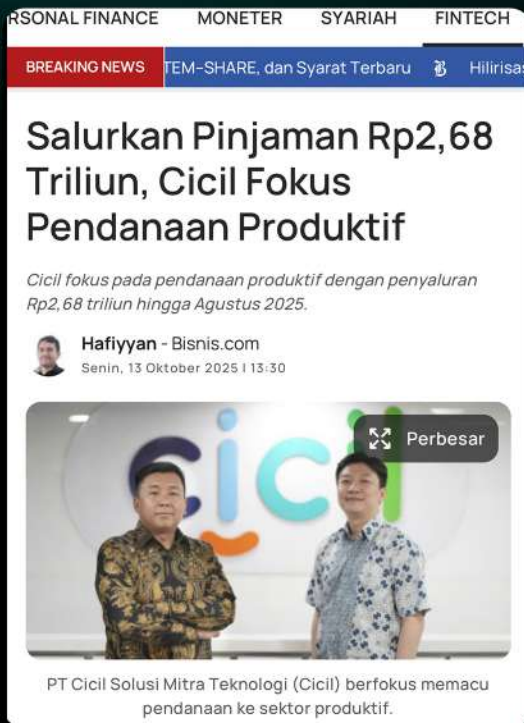 RSONAL FINANCE MONETER SYARIAH FINTECH
BREAKING NEWS TEM-SHARE, dan Syarat Terbaru Hiliris
Salurkan Pinjaman Rp2,68
Triliun, Cicil Fokus
Pendanaan Produktif
Cicil fokus pada pendanaan produktif dengan penyaluran
Rp2,68 triliun hingga Agustus 2025.
Hafiyyan - Bisnis.com
Senin, 13 Oktober 2025 | 13:30
Perbesar
cicil
PT Cicil Solusi Mitra Teknologi (Cicil) berfokus memacu
pendanaan ke sektor produktif.